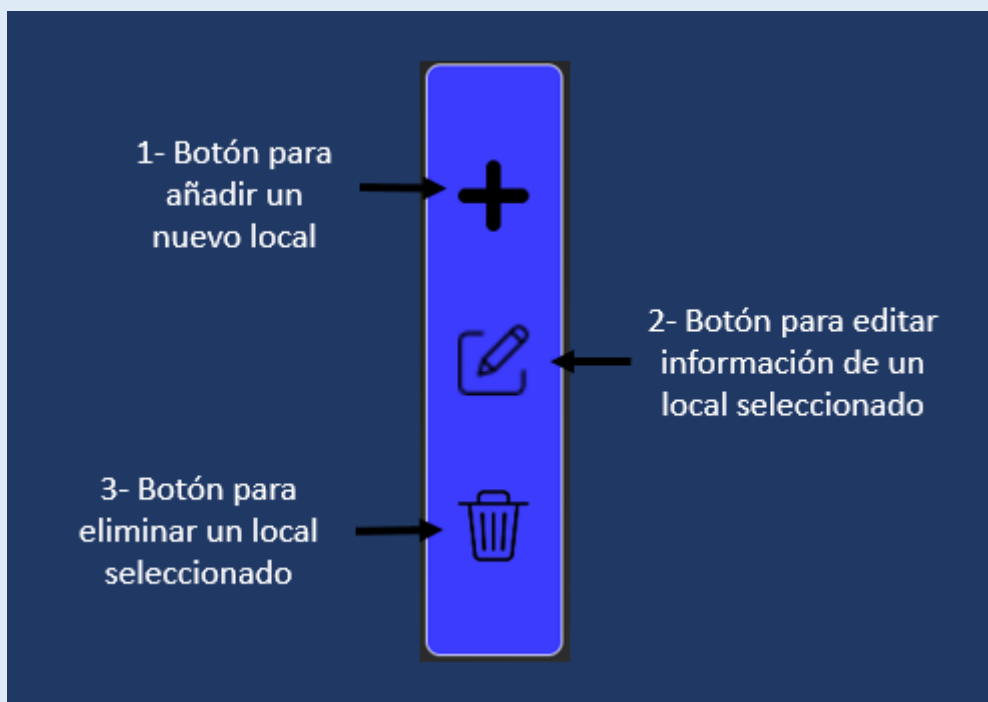 1- Botón para
añadir un
nuevo local
2- Botón para editar
información de un
local seleccionado
3- Botón para
eliminar un local
seleccionado